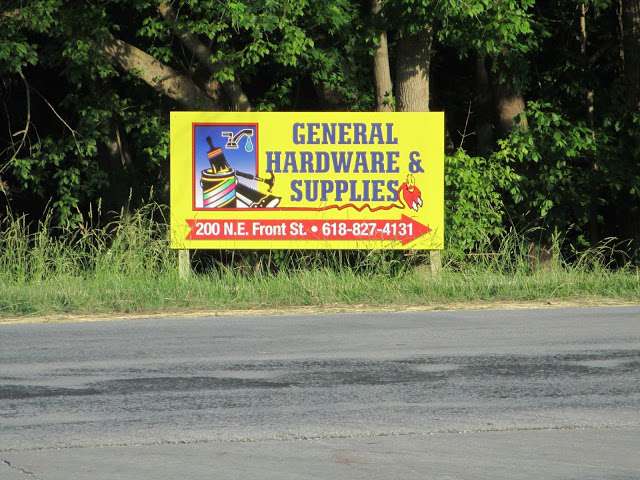 GENERAL
HARDWARE &
SUPPLIES
200 N.E. Front St. • 618-827-4131